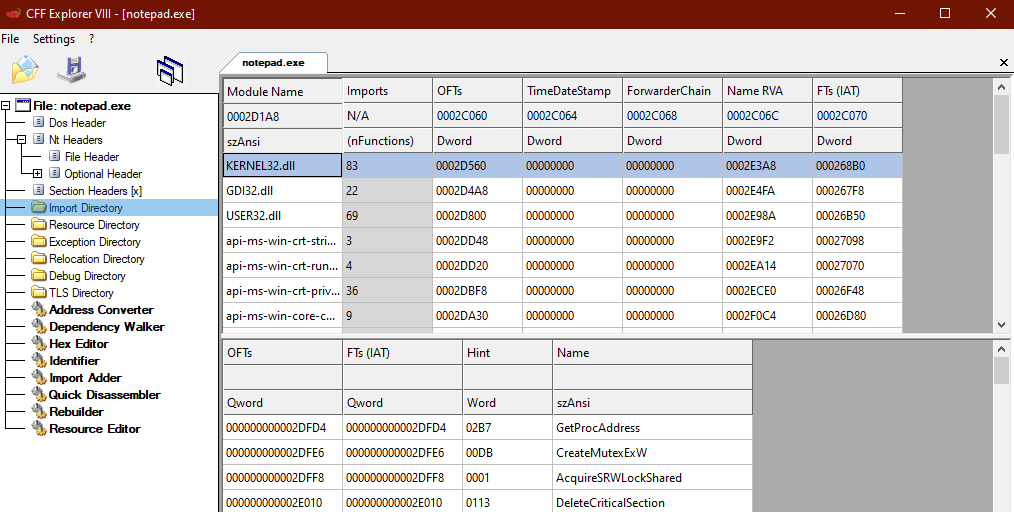 CFF Explorer VIII - [notepad.exe]
File Settings ?
notepad.exe
File: notepad.exe
Dos Header
Nt Headers
File Header
Optional Header
Section Headers [x]
Import Directory
Resource Directory
Exception Directory
Relocation Directory
Debug Directory
TLS Directory
Address Converter
Dependency Walker
Hex Editor
Identifier
Import Adder
Quick Disassembler
Rebuilder
Resource Editor
Module Name Imports OFTs TimeDateStamp ForwarderChain Name RVA FTs (IAT)
0002D1A8 N/A 0002C060 0002C064 0002C068 0002C06C 0002C070
szAnsi (nFunctions) Dword Dword Dword Dword Dword
KERNEL32.dll 83 0002D560 00000000 00000000 0002E3A8 000268B0
GDI32.dll 22 0002D4A8 00000000 00000000 0002E4FA 000267F8
USER32.dll 69 0002D800 00000000 00000000 0002E98A 00026B50
api-ms-win-crt-stri... 3 0002DD48 00000000 00000000 0002E9F2 00027098
api-ms-win-crt-run... 4 0002DD20 00000000 00000000 0002EA14 00027070
api-ms-win-crt-priv... 36 0002DBF8 00000000 00000000 0002ECE0 00026F48
api-ms-win-core-c... 9 0002DA30 00000000 00000000 0002F0C4 00026D80
OFTs FTs (IAT) Hint Name
Qword Qword Word szAnsi
000000000002DFD4 000000000002DFD4 02B7 GetProcAddress
000000000002DFE6 000000000002DFE6 00DB CreateMutexExW
000000000002DFF8 000000000002DFF8 0001 AcquireSRWLockShared
000000000002E010 000000000002E010 0113 DeleteCriticalSection